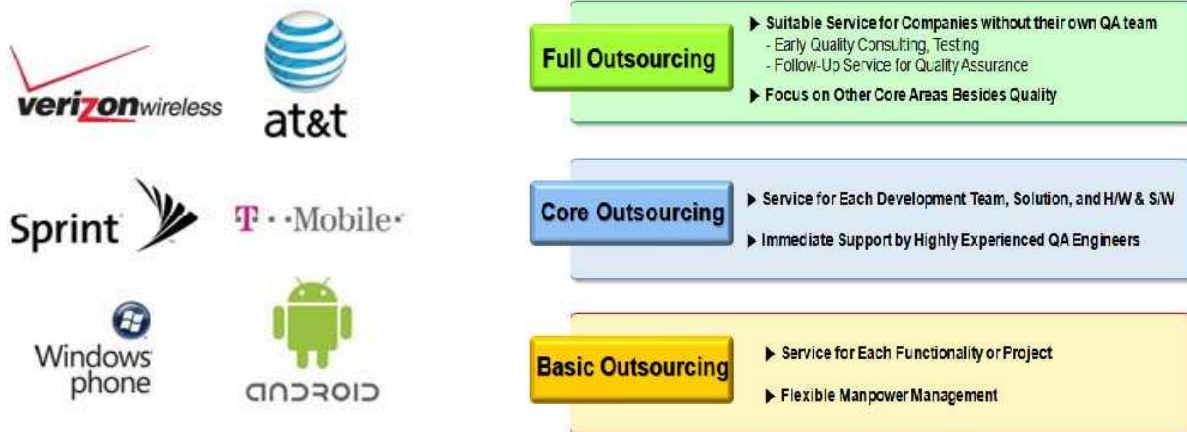 verizonwireless
at&t
Sprint
T··Mobile·
Windows
phone
ANDROID
Full Outsourcing
▶ Suitable Service for Companies without their own QA team
- Early Quality Consulting, Testing
- Follow-Up Service for Quality Assurance
▶ Focus on Other Core Areas Besides Quality
Core Outsourcing
▶ Service for Each Development Team, Solution, and H/W & S/W
▶ Immediate Support by Highly Experienced QA Engineers
Basic Outsourcing
▶ Service for Each Functionality or Project
▶ Flexible Manpower Management